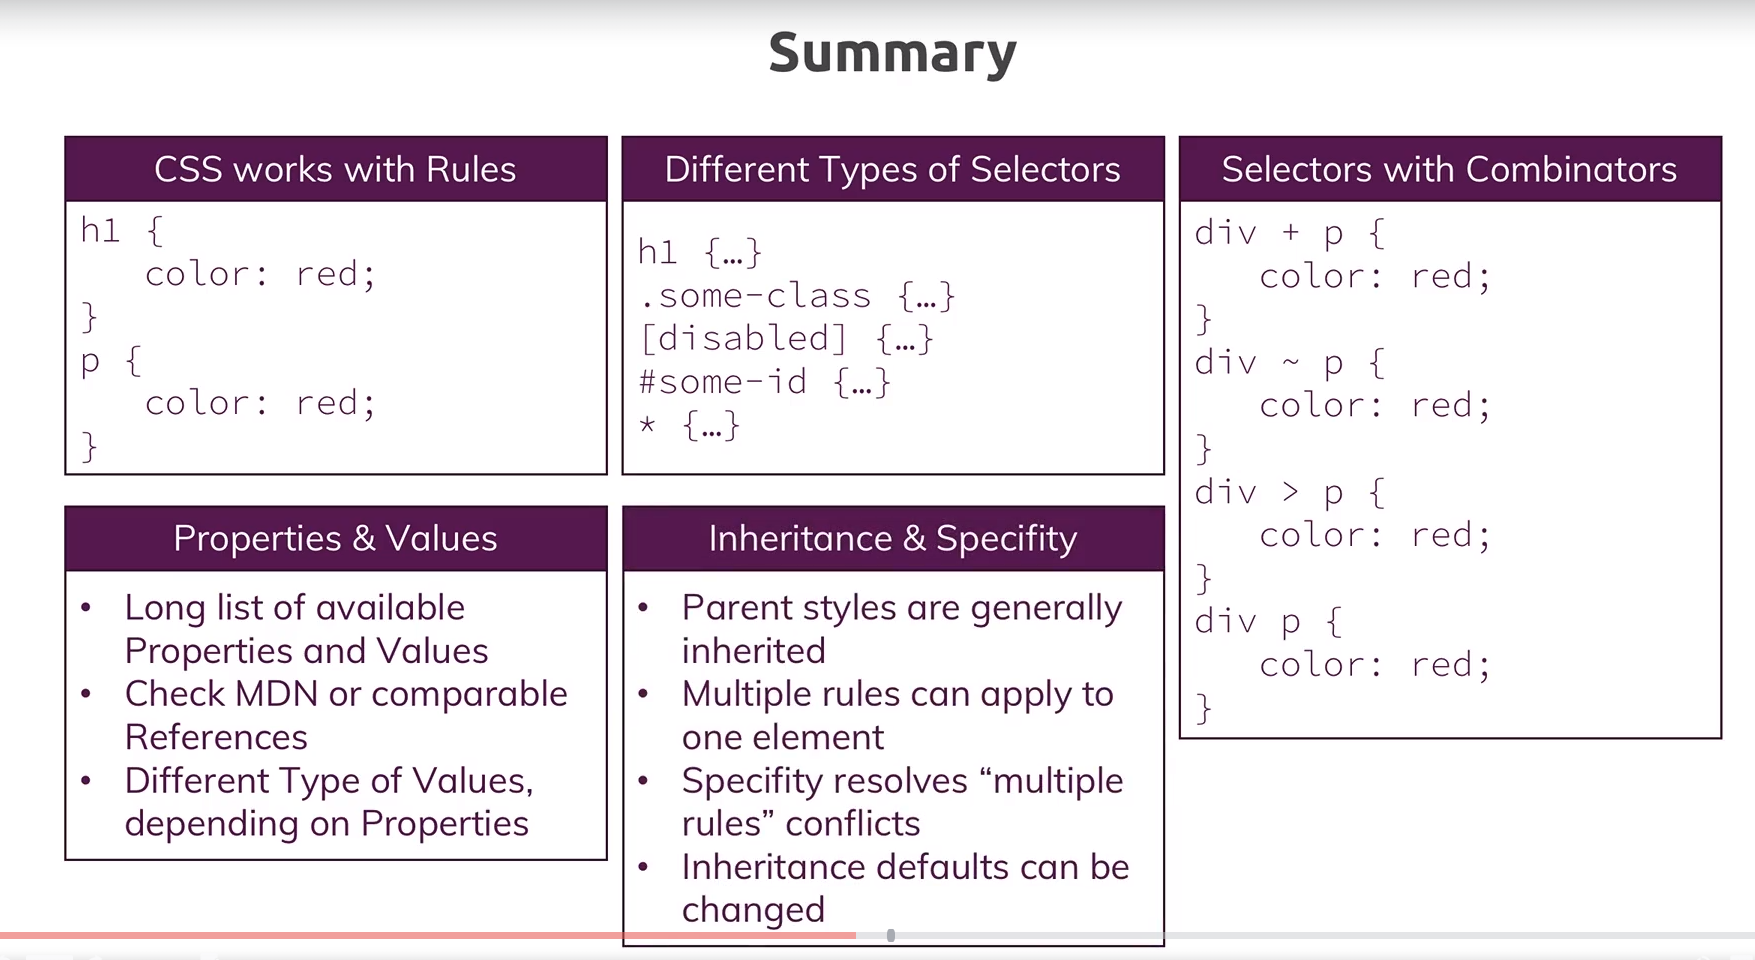 Summary
CSS works with Rules
h1 {
   color: red;
}
p {
   color: red;
}
Different Types of Selectors
h1 {…}
.some-class {…}
[disabled] {…}
#some-id {…}
* {…}
Selectors with Combinators
div + p {
   color: red;
}
div ~ p {
   color: red;
}
div > p {
   color: red;
}
div p {
   color: red;
}
Properties & Values
• Long list of available
Properties and Values
• Check MDN or comparable
References
• Different Type of Values,
depending on Properties
Inheritance & Specifity
• Parent styles are generally
inherited
• Multiple rules can apply to
one element
• Specifity resolves “multiple
rules” conflicts
• Inheritance defaults can be
changed